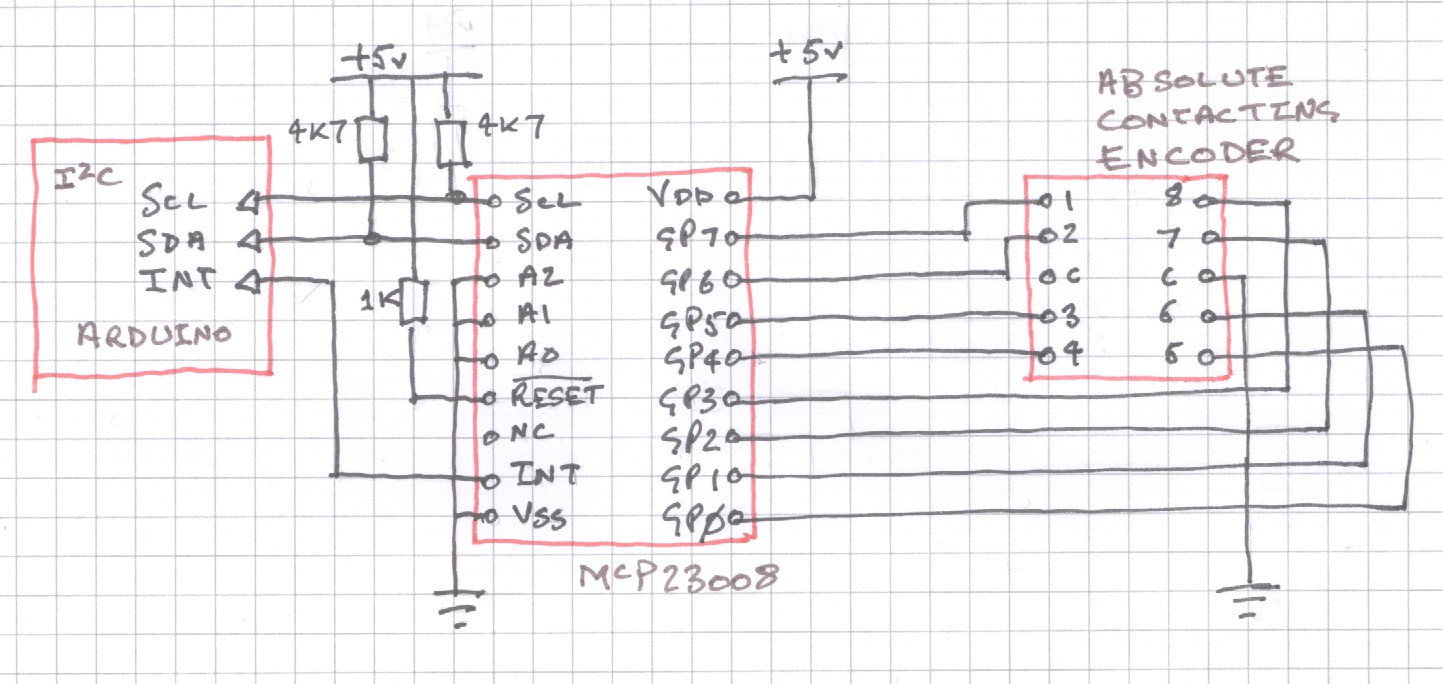 +5v
+5v
4K7
4K7
ABSOLUTE
CONTACTING
ENCODER
I²C
SCL
SDA
INT
ARDUINO
1K
SCL
SDA
A2
A1
A0
RESET
NC
INT
VSS
VDD
GP7
GP6
GP5
GP4
GP3
GP2
GP1
GP0
MCP23008
1
2
C
3
4
8
7
C
6
5